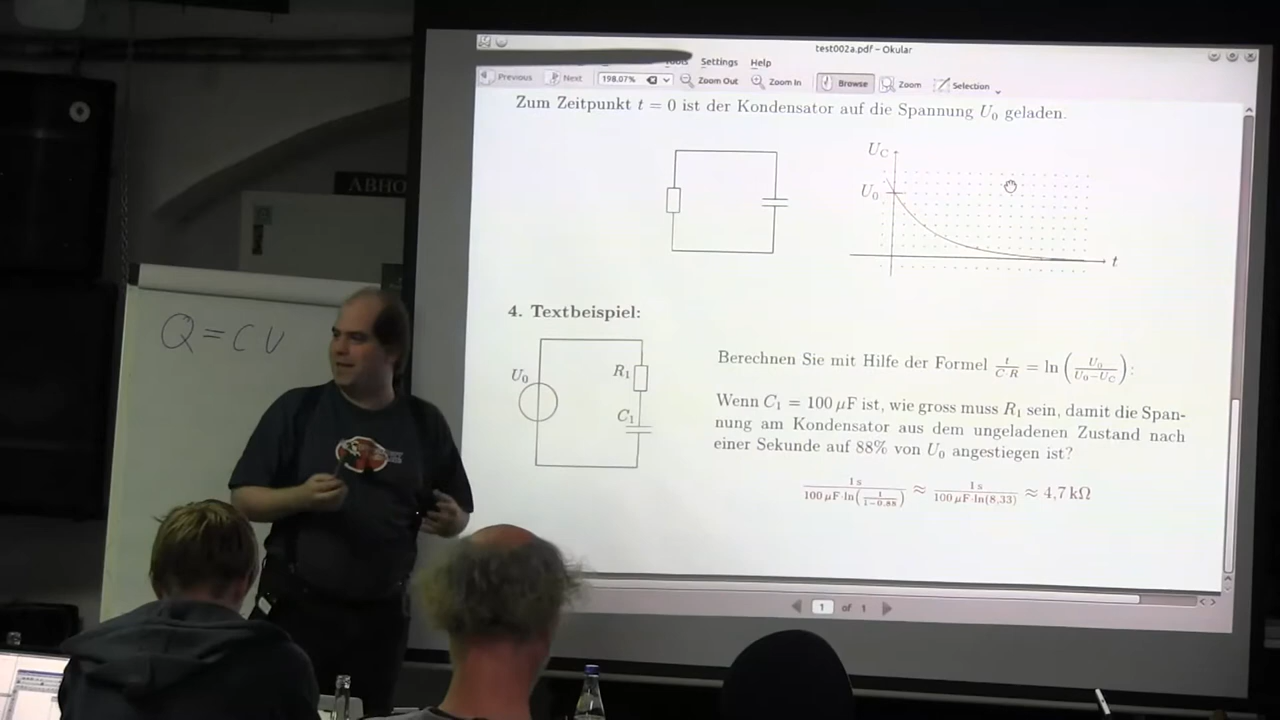 test002a.pdf – Okular
Settings Help
Previous Next 198.07% Zoom Out Zoom In Browse Zoom Selection
Zum Zeitpunkt t = 0 ist der Kondensator auf die Spannung U₀ geladen.
U_C
U₀
t
ABHO
Q = C U
4. Textbeispiel:
U₀
R₁
C₁
Berechnen Sie mit Hilfe der Formel t/(C·R) = ln(U₀/(U₀−U_C)):
Wenn C₁ = 100 μF ist, wie gross muss R₁ sein, damit die Span-
nung am Kondensator aus dem ungeladenen Zustand nach
einer Sekunde auf 88% von U₀ angestiegen ist?
1 s/(100 μF·ln(1/(1−0.88))) ≈ 1 s/(100 μF·ln(8,33)) ≈ 4,7 kΩ
1 of 1